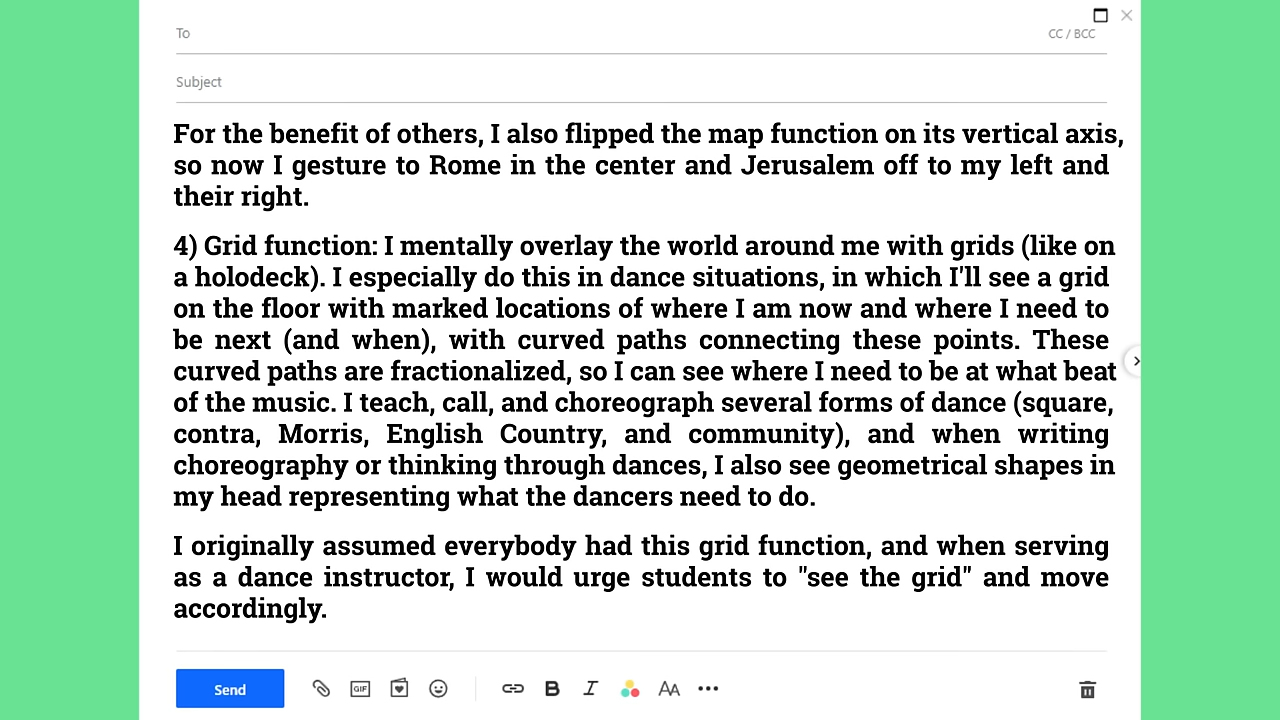 To
CC / BCC
Subject
For the benefit of others, I also flipped the map function on its vertical axis,
so now I gesture to Rome in the center and Jerusalem off to my left and
their right.
4) Grid function: I mentally overlay the world around me with grids (like on
a holodeck). I especially do this in dance situations, in which I'll see a grid
on the floor with marked locations of where I am now and where I need to
be next (and when), with curved paths connecting these points. These
curved paths are fractionalized, so I can see where I need to be at what beat
of the music. I teach, call, and choreograph several forms of dance (square,
contra, Morris, English Country, and community), and when writing
choreography or thinking through dances, I also see geometrical shapes in
my head representing what the dancers need to do.
I originally assumed everybody had this grid function, and when serving
as a dance instructor, I would urge students to "see the grid" and move
accordingly.
Send
GIF
B
I
AA